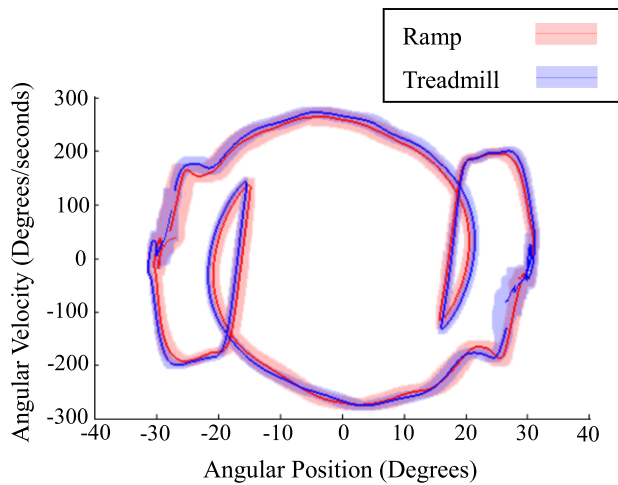 Ramp
Treadmill
Angular Velocity (Degrees/seconds)
300
200
100
0
-100
-200
-300
-40 -30 -20 -10 0 10 20 30 40
Angular Position (Degrees)